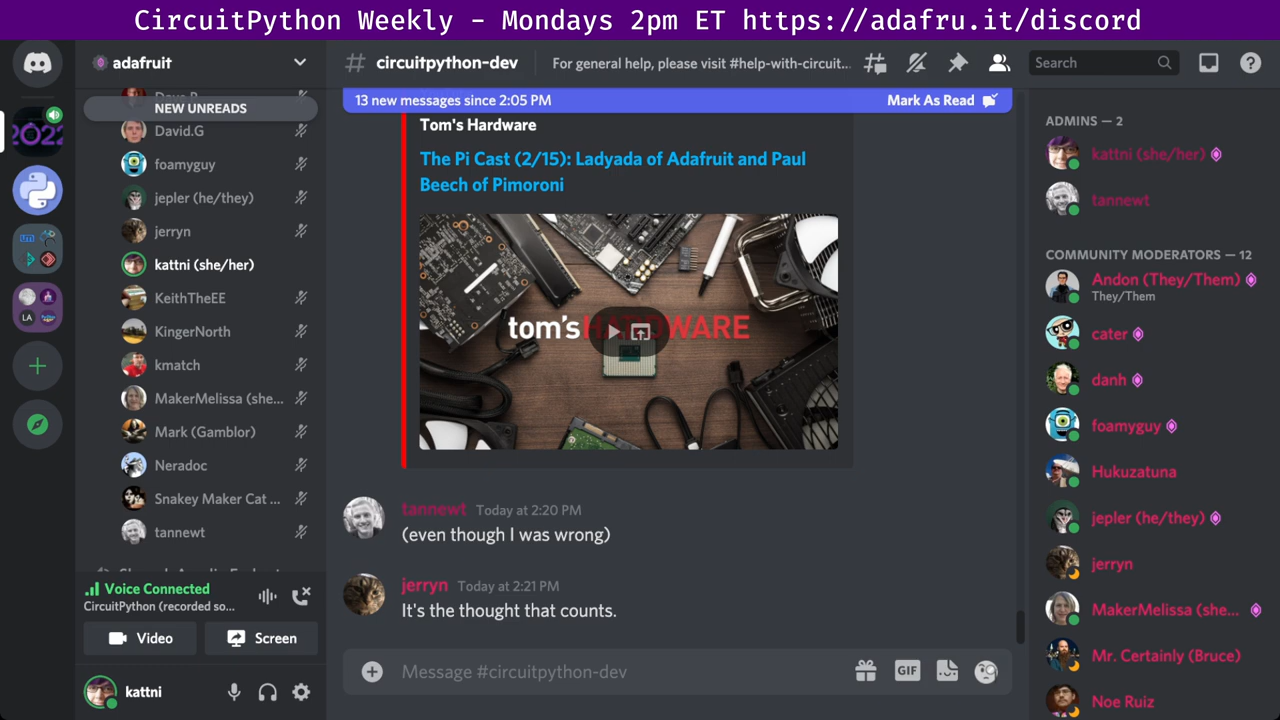 CircuitPython Weekly - Mondays 2pm ET https://adafru.it/discord
adafruit
NEW UNREADS
David.G
foamyguy
jepler (he/they)
jerryn
kattni (she/her)
KeithTheEE
KingerNorth
kmatch
MakerMelissa (she...
Mark (Gamblor)
Neradoc
Snakey Maker Cat ...
tannewt
Voice Connected
CircuitPython (recorded so...
Video
Screen
kattni
# circuitpython-dev
For general help, please visit #help-with-circuit...
Search
13 new messages since 2:05 PM
Mark As Read
Tom's Hardware
The Pi Cast (2/15): Ladyada of Adafruit and Paul
Beech of Pimoroni
tom's HARDWARE
tannewt Today at 2:20 PM
(even though I was wrong)
jerryn Today at 2:21 PM
It's the thought that counts.
Message #circuitpython-dev
GIF
ADMINS — 2
kattni (she/her)
tannewt
COMMUNITY MODERATORS — 12
Andon (They/Them)
They/Them
cater
danh
foamyguy
Hukuzatuna
jepler (he/they)
jerryn
MakerMelissa (she...
Mr. Certainly (Bruce)
Noe Ruiz
2022
LA